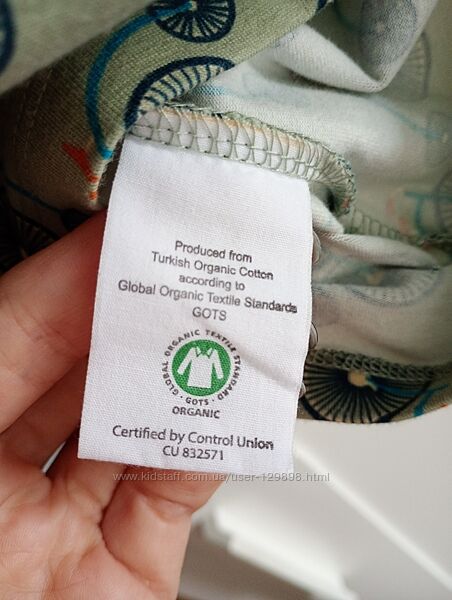 Produced from
Turkish Organic Cotton
according to
Global Organic Textile Standards
GOTS
GLOBAL ORGANIC TEXTILE STANDARD
· GOTS ·
ORGANIC
Certified by Control Union
CU 832571
www.kidstaff.com.ua/user-129898.html